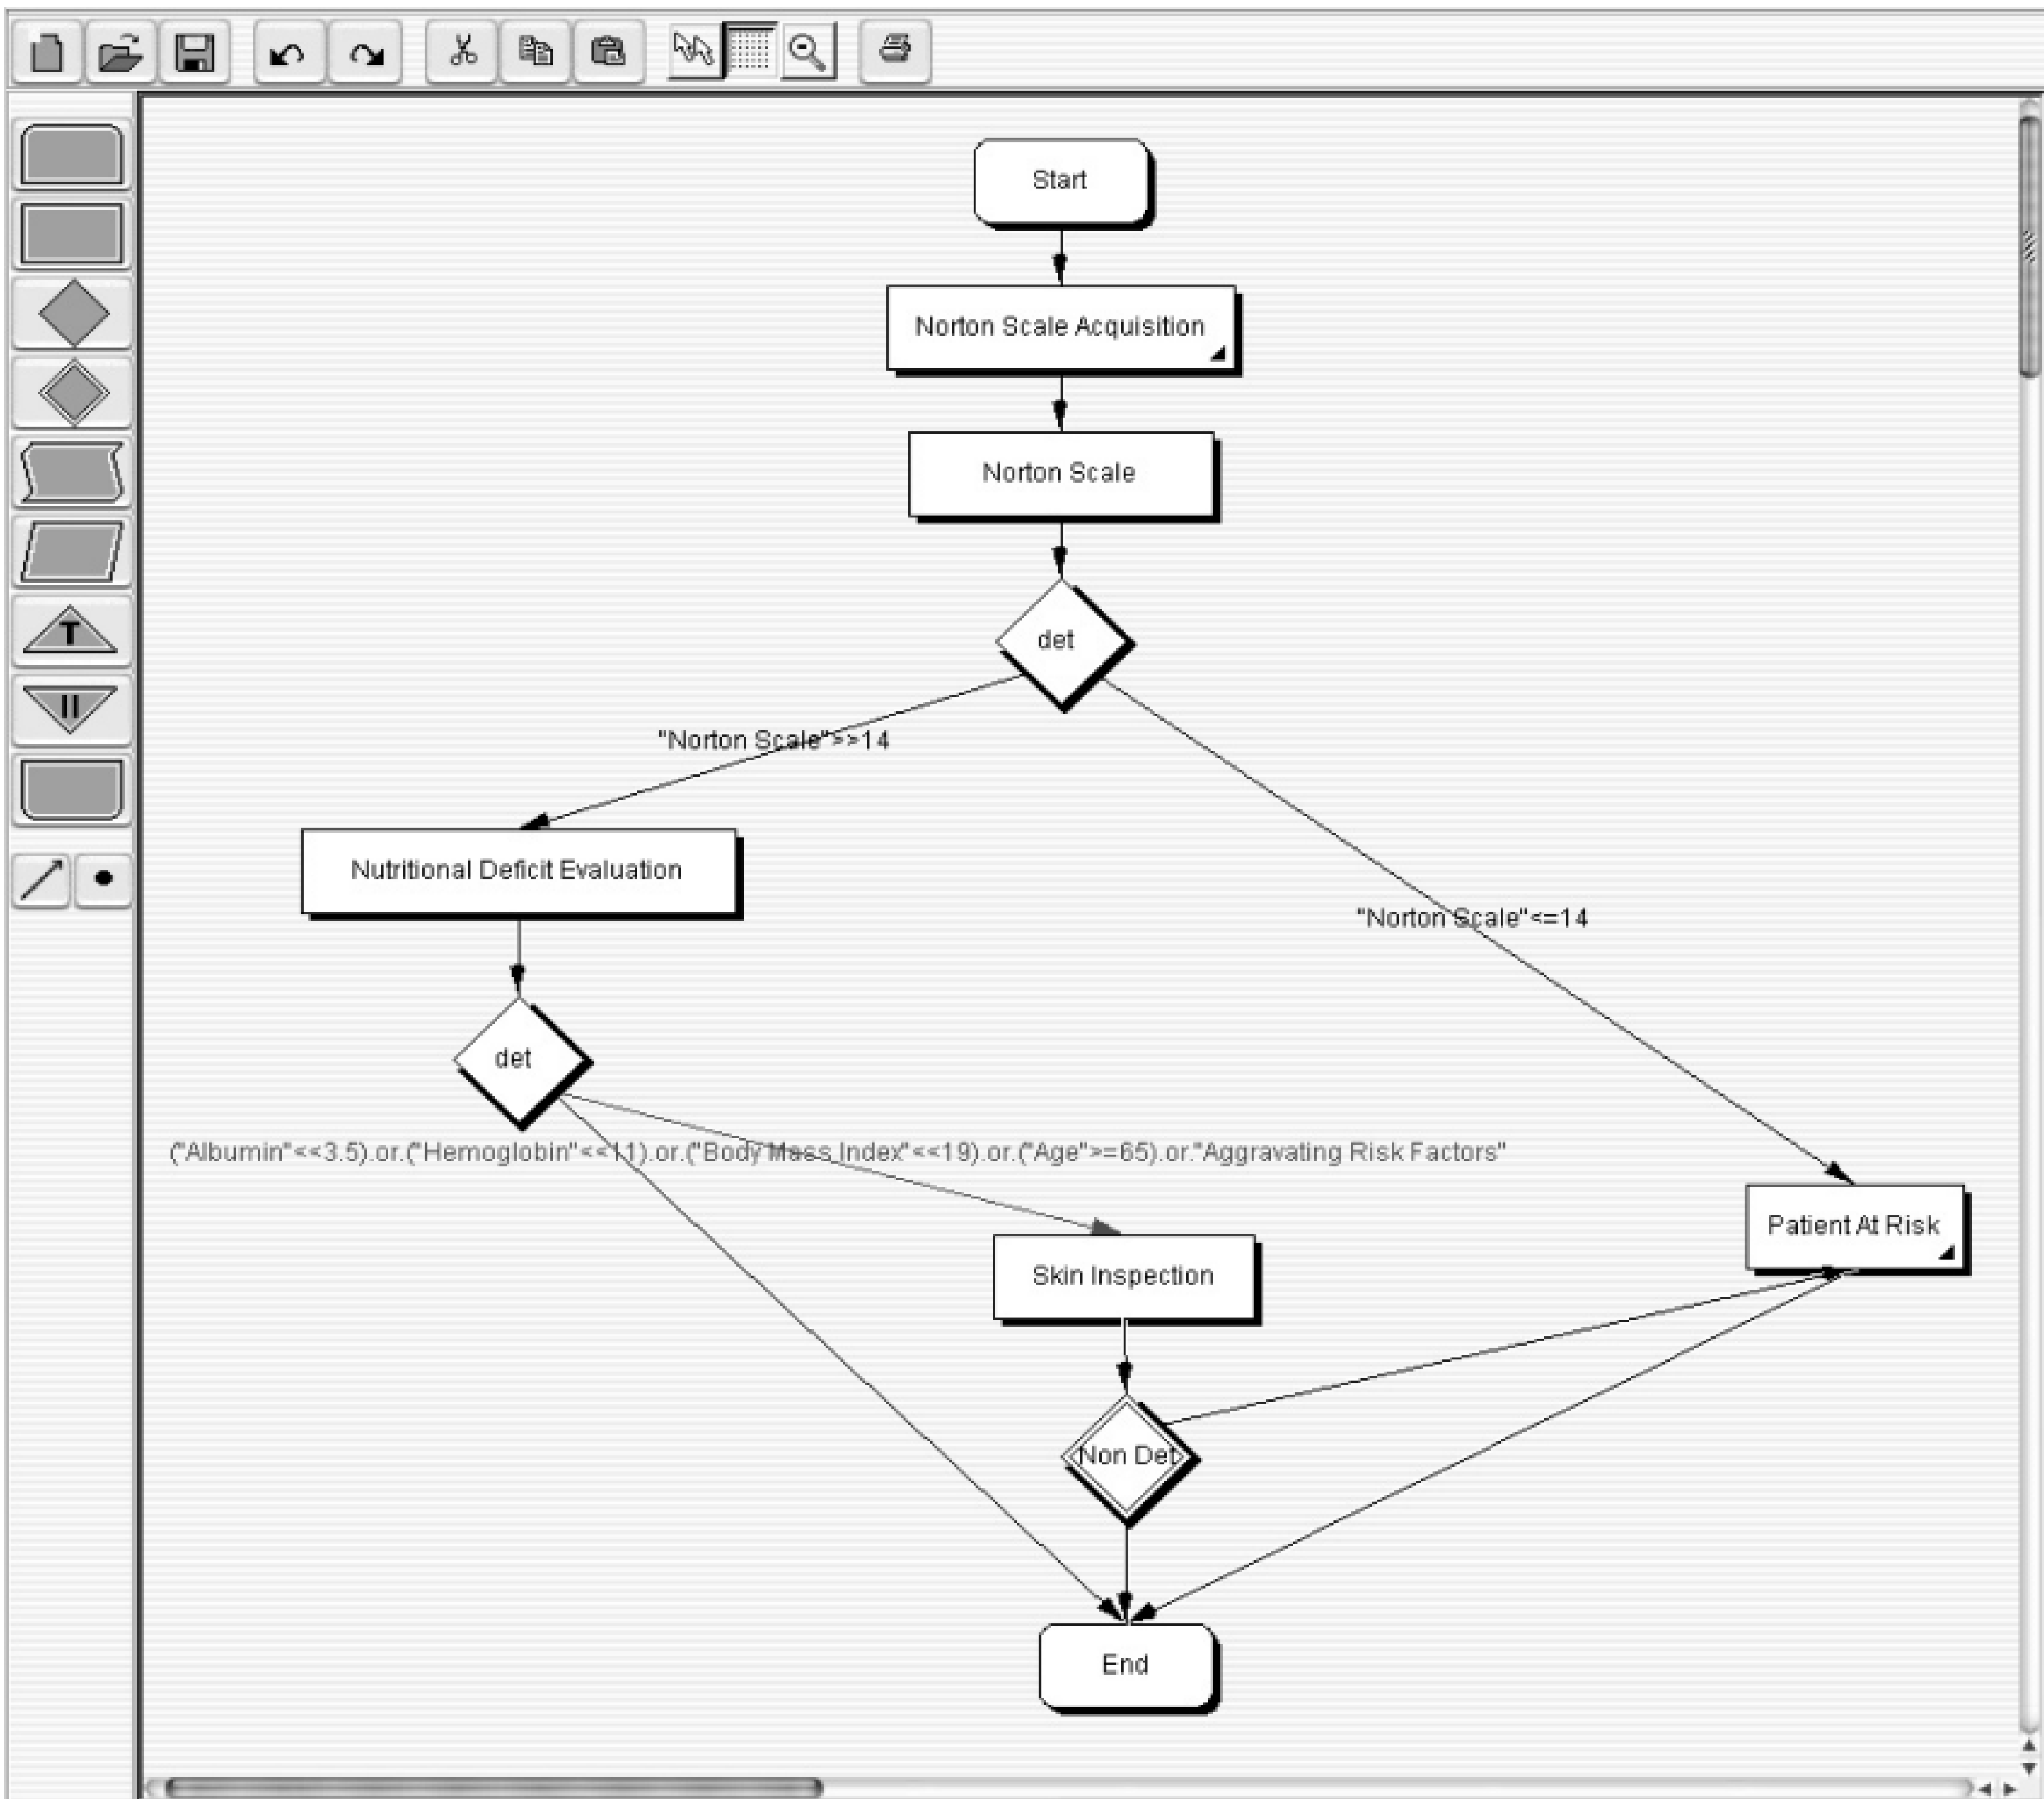 Start
Norton Scale Acquisition
Norton Scale
T
det
II
"Norton Scale">>14
Nutritional Deficit Evaluation
"Norton Scale"<=14
det
("Albumin"<<3.5).or.("Hemoglobin"<<11).or.("Body Mass Index"<<19).or.("Age">=65).or."Aggravating Risk Factors"
Patient At Risk
Skin Inspection
Non Det
End